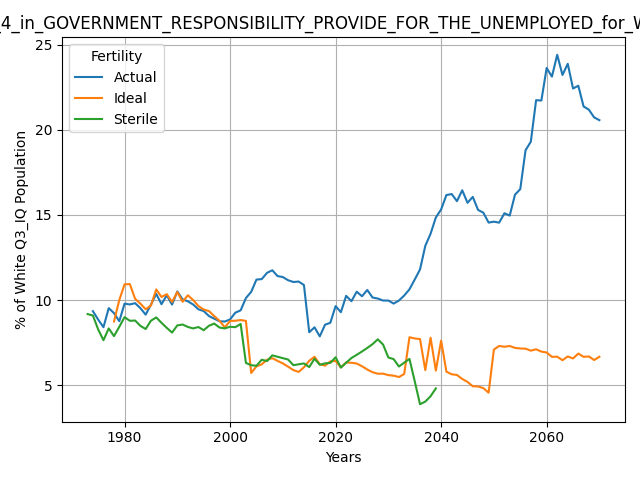 _4_in_GOVERNMENT_RESPONSIBILITY_PROVIDE_FOR_THE_UNEMPLOYED_for_W
Fertility
Actual
Ideal
Sterile
% of White Q3_IQ Population
25
20
15
10
5
1980 2000 2020 2040 2060
Years